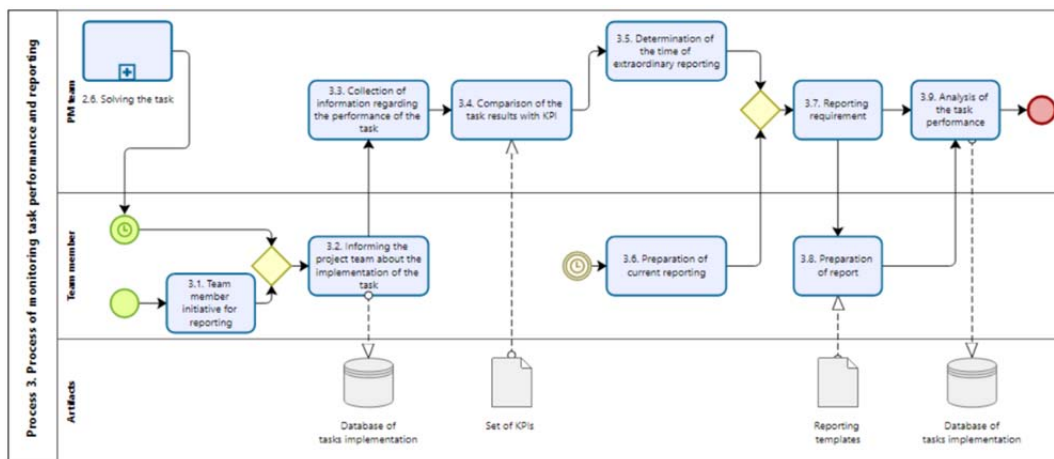 Process 3. Process of monitoring task performance and reporting
PM team
2.6. Solving the task
3.3. Collection of
information regarding
the performance of the
task
3.4. Comparison of the
task results with KPI
3.5. Determination of
the time of
extraordinary reporting
3.7. Reporting
requirement
3.9. Analysis of
the task
performance
Team member
3.1. Team
member
initiative for
reporting
3.2. Informing the
project team about the
implementation of the
task
3.6. Preparation of
current reporting
3.8. Preparation
of report
Artifacts
Database of
tasks implementation
Set of KPIs
Reporting
templates
Database of
tasks implementation